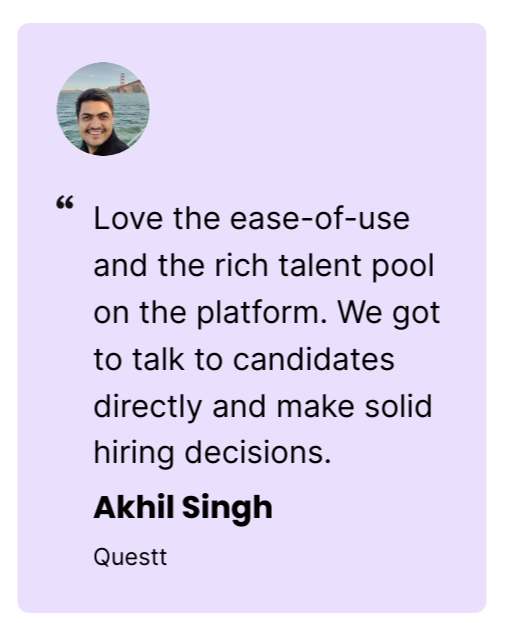 “ Love the ease-of-use
and the rich talent pool
on the platform. We got
to talk to candidates
directly and make solid
hiring decisions.
Akhil Singh
Questt